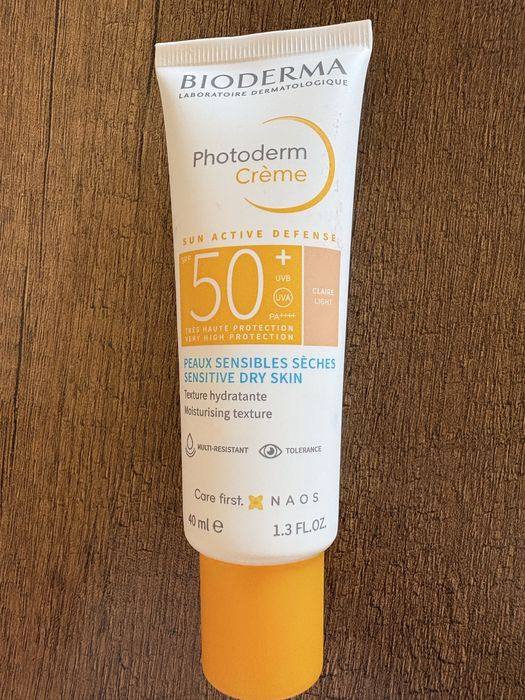 BIODERMA
LABORATOIRE DERMATOLOGIQUE
Photoderm
Crème
SUN ACTIVE DEFENSE
SPF
50+
UVB
UVA
PA++++
CLAIRE
LIGHT
TRÈS HAUTE PROTECTION
VERY HIGH PROTECTION
PEAUX SENSIBLES SÈCHES
SENSITIVE DRY SKIN
Texture hydratante
Moisturising texture
MULTI-RESISTANT
TOLERANCE
Care first. NAOS
40 ml ℮ 1.3 FL.OZ.